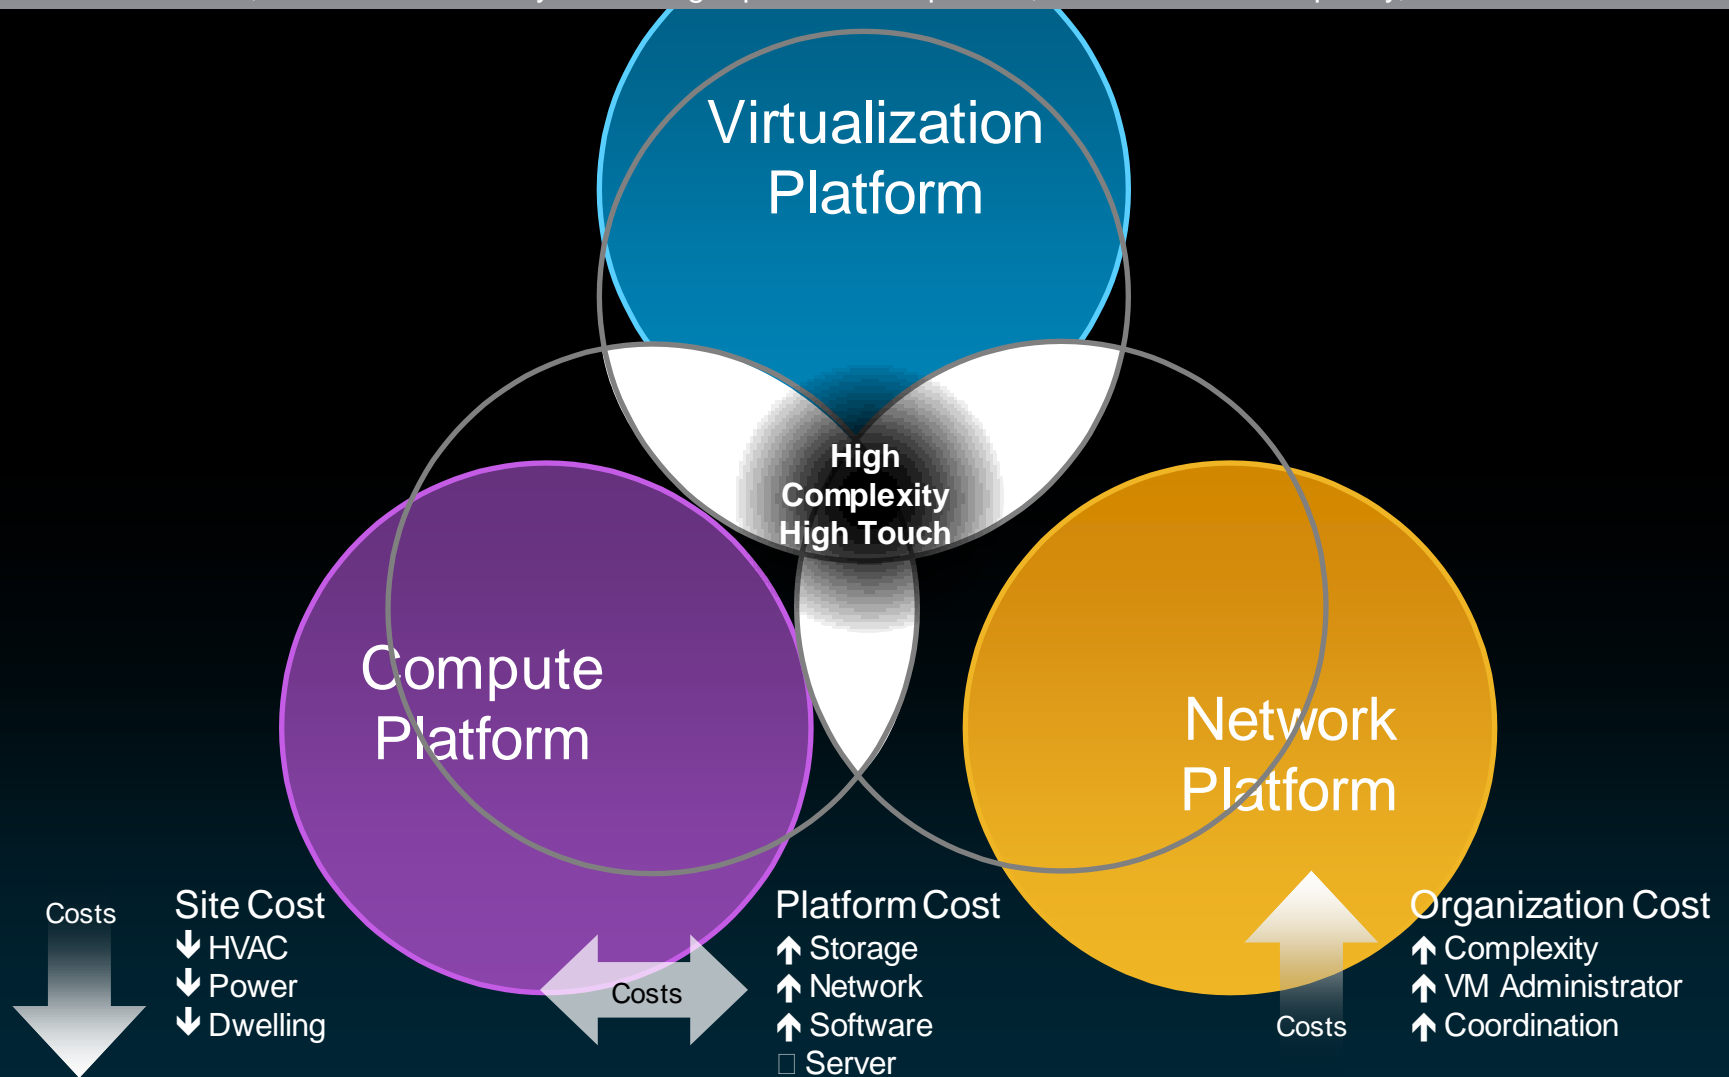 Virtualization
Platform
High
Complexity
High Touch
Compute
Platform
Network
Platform
Costs
Site Cost
↓ HVAC
↓ Power
↓ Dwelling
Costs
Platform Cost
↑ Storage
↑ Network
↑ Software
□ Server
Costs
Organization Cost
↑ Complexity
↑ VM Administrator
↑ Coordination